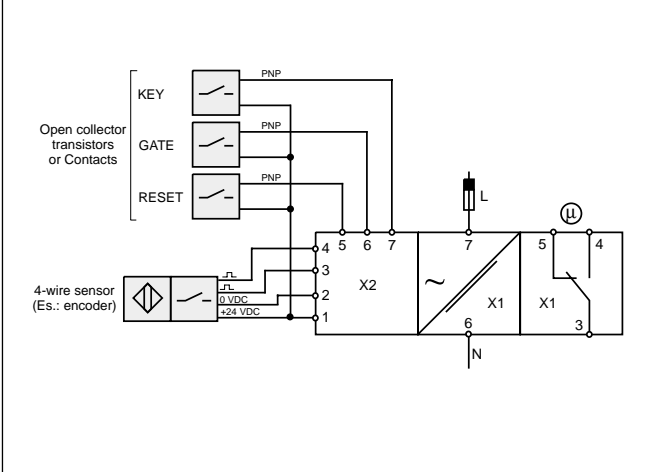 PNP
KEY
Open collector
transistors
or Contacts
PNP
GATE
PNP
RESET
L
μ
4
5 6 7
7
5 4
3
X2
~
X1
X1
4-wire sensor
(Es.: encoder)
0 VDC
2
+24 VDC
1
6
3
N